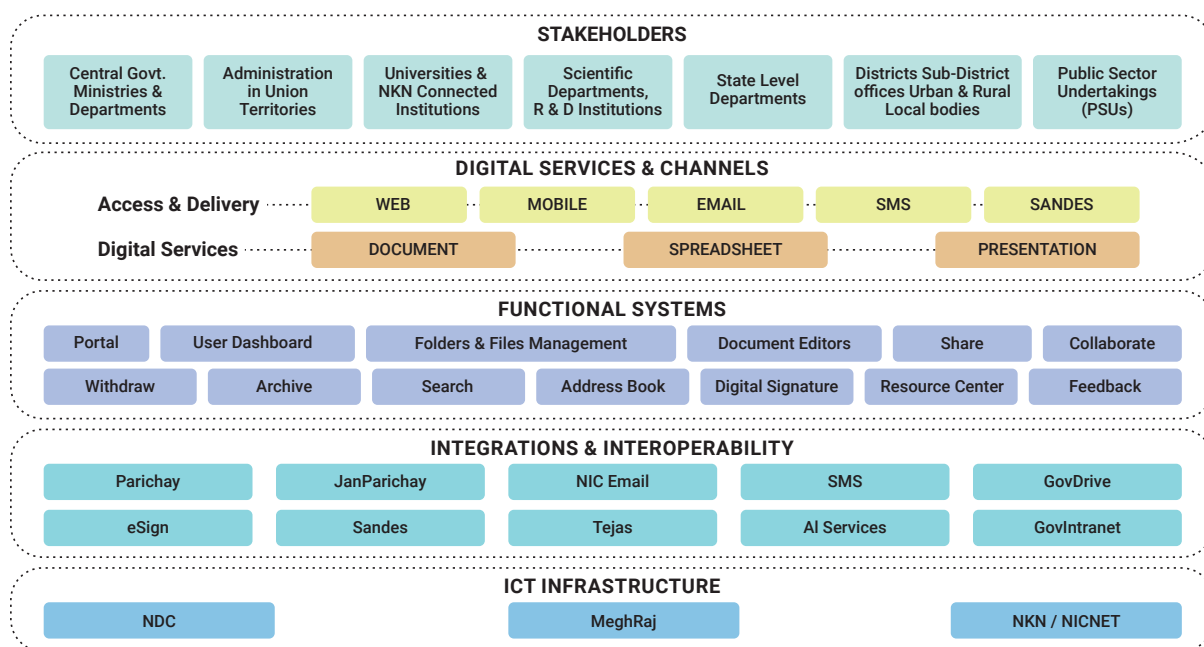 STAKEHOLDERS
Central Govt.
Ministries &
Departments
Administration
in Union
Territories
Universities &
NKN Connected
Institutions
Scientific
Departments,
R & D Institutions
State Level
Departments
Districts Sub-District
offices Urban & Rural
Local bodies
Public Sector
Undertakings
(PSUs)
DIGITAL SERVICES & CHANNELS
Access & Delivery
WEB
MOBILE
EMAIL
SMS
SANDES
Digital Services
DOCUMENT
SPREADSHEET
PRESENTATION
FUNCTIONAL SYSTEMS
Portal
User Dashboard
Folders & Files Management
Document Editors
Share
Collaborate
Withdraw
Archive
Search
Address Book
Digital Signature
Resource Center
Feedback
INTEGRATIONS & INTEROPERABILITY
Parichay
JanParichay
NIC Email
SMS
GovDrive
eSign
Sandes
Tejas
AI Services
GovIntranet
ICT INFRASTRUCTURE
NDC
MeghRaj
NKN / NICNET